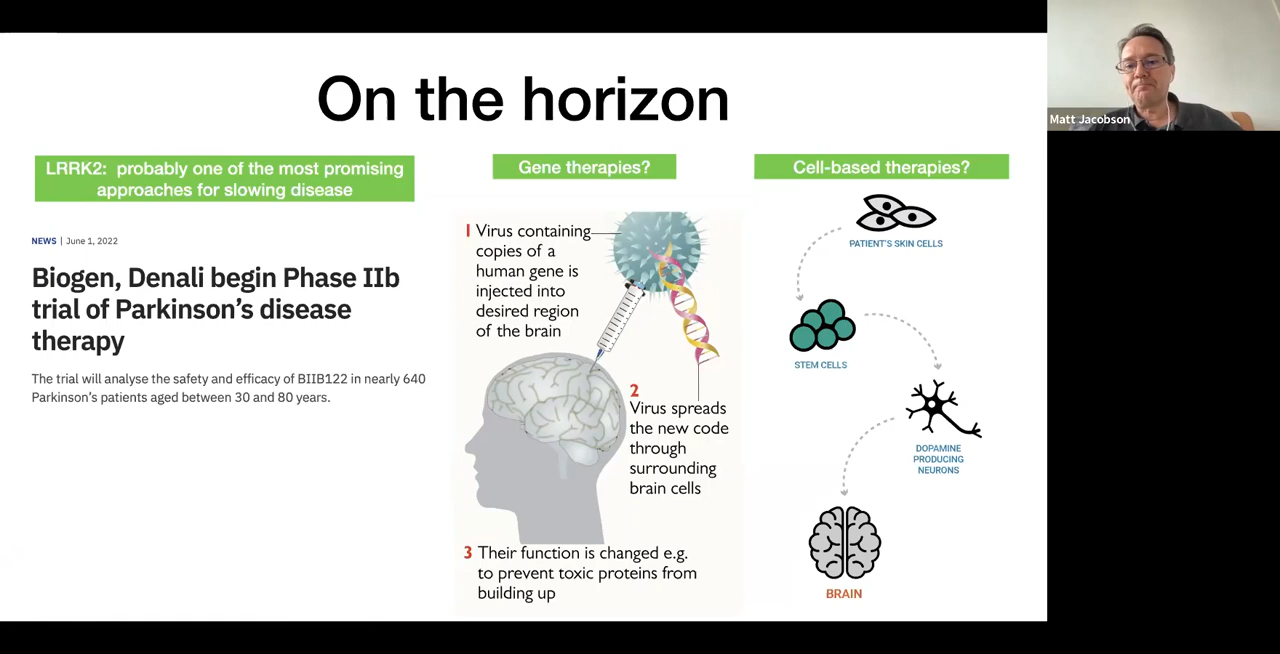 On the horizon
LRRK2: probably one of the most promising
approaches for slowing disease
NEWS | June 1, 2022
Biogen, Denali begin Phase IIb
trial of Parkinson’s disease
therapy
The trial will analyse the safety and efficacy of BIIB122 in nearly 640
Parkinson’s patients aged between 30 and 80 years.
Gene therapies?
1 Virus containing
copies of a
human gene is
injected into
desired region
of the brain
2
Virus spreads
the new code
through
surrounding
brain cells
3 Their function is changed e.g.
to prevent toxic proteins from
building up
Cell-based therapies?
PATIENT'S SKIN CELLS
STEM CELLS
DOPAMINE
PRODUCING
NEURONS
BRAIN
Matt Jacobson